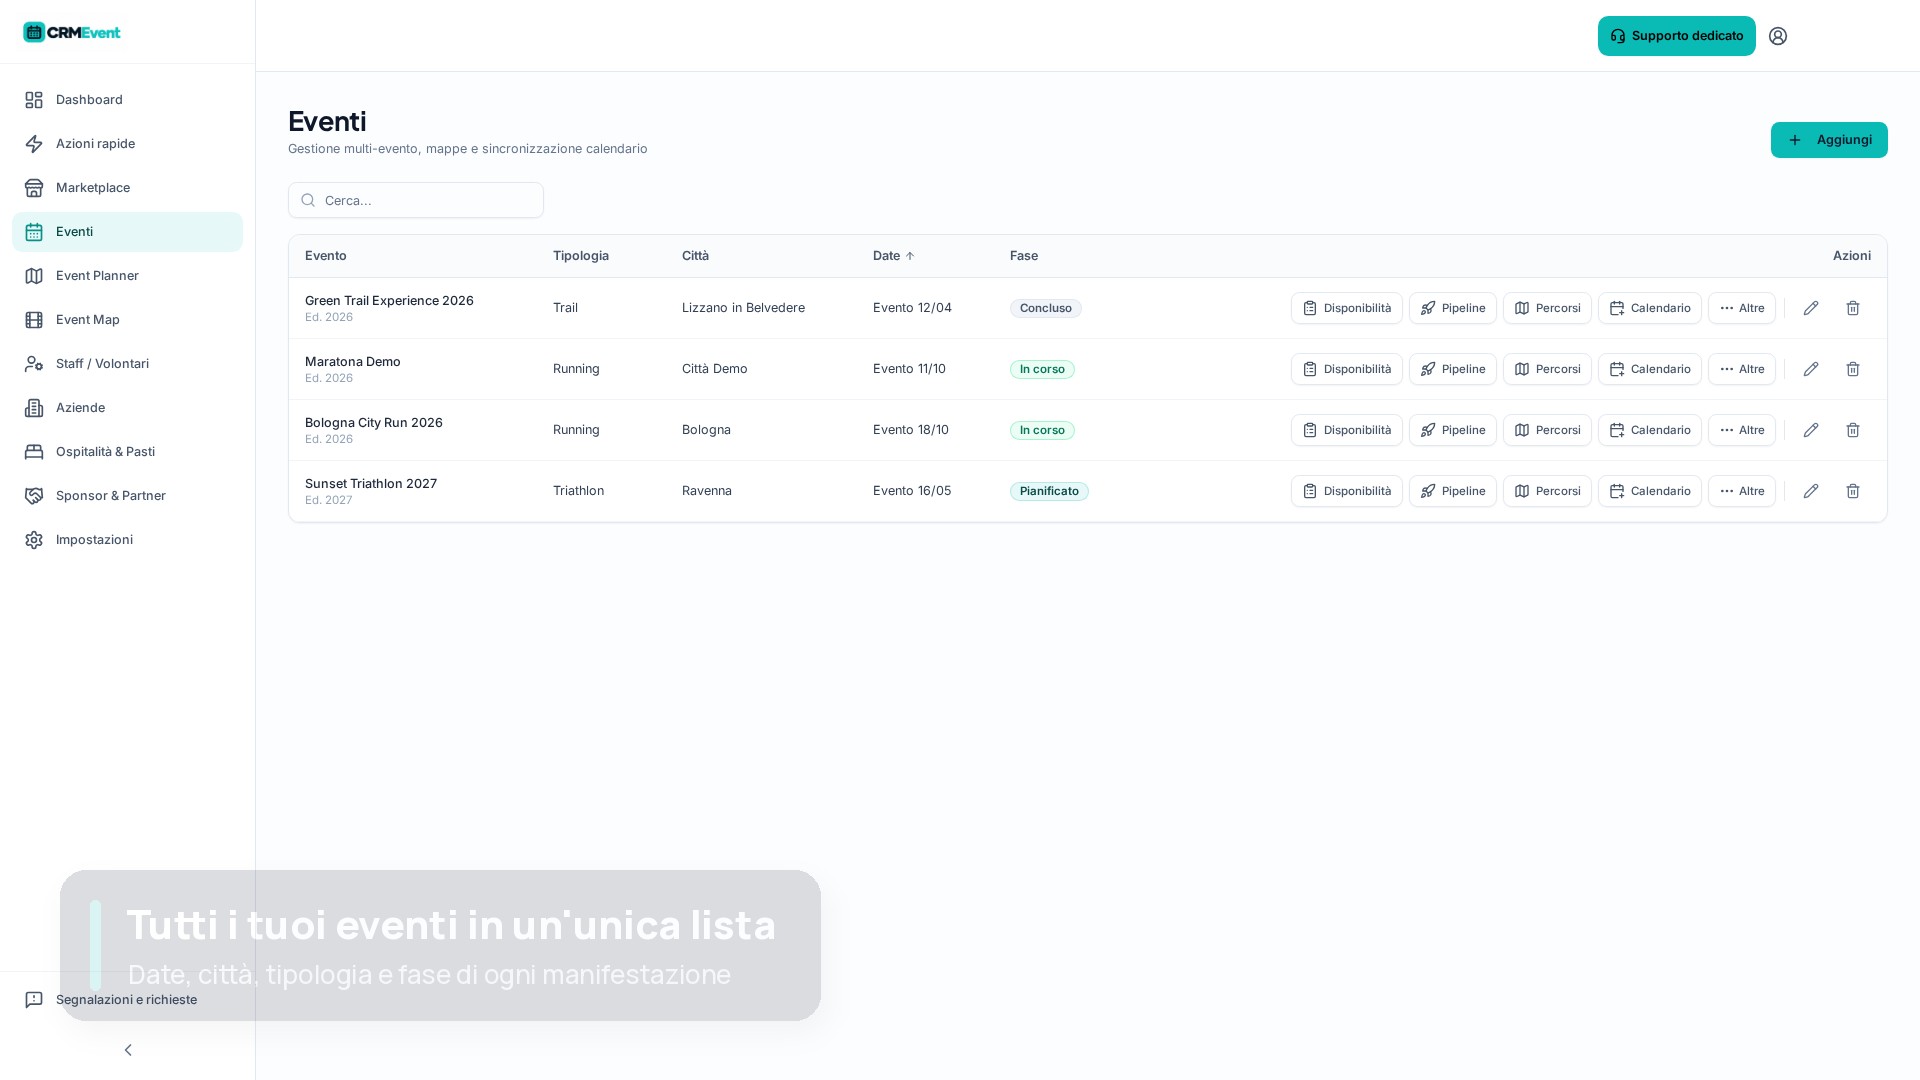 CRMEvent
Supporto dedicato
Dashboard
Azioni rapide
Marketplace
Eventi
Event Planner
Event Map
Staff / Volontari
Aziende
Ospitalità & Pasti
Sponsor & Partner
Impostazioni
Eventi
Gestione multi-evento, mappe e sincronizzazione calendario
Aggiungi
Cerca...
Evento Tipologia Città Date Fase Azioni
Green Trail Experience 2026 Trail Lizzano in Belvedere Evento 12/04 Concluso Disponibilità Pipeline Percorsi Calendario Altre
Ed. 2026
Maratona Demo Running Città Demo Evento 11/10 In corso Disponibilità Pipeline Percorsi Calendario Altre
Ed. 2026
Bologna City Run 2026 Running Bologna Evento 18/10 In corso Disponibilità Pipeline Percorsi Calendario Altre
Ed. 2026
Sunset Triathlon 2027 Triathlon Ravenna Evento 16/05 Pianificato Disponibilità Pipeline Percorsi Calendario Altre
Ed. 2027
Tutti i tuoi eventi in un'unica lista
Date, città, tipologia e fase di ogni manifestazione
Segnalazioni e richieste